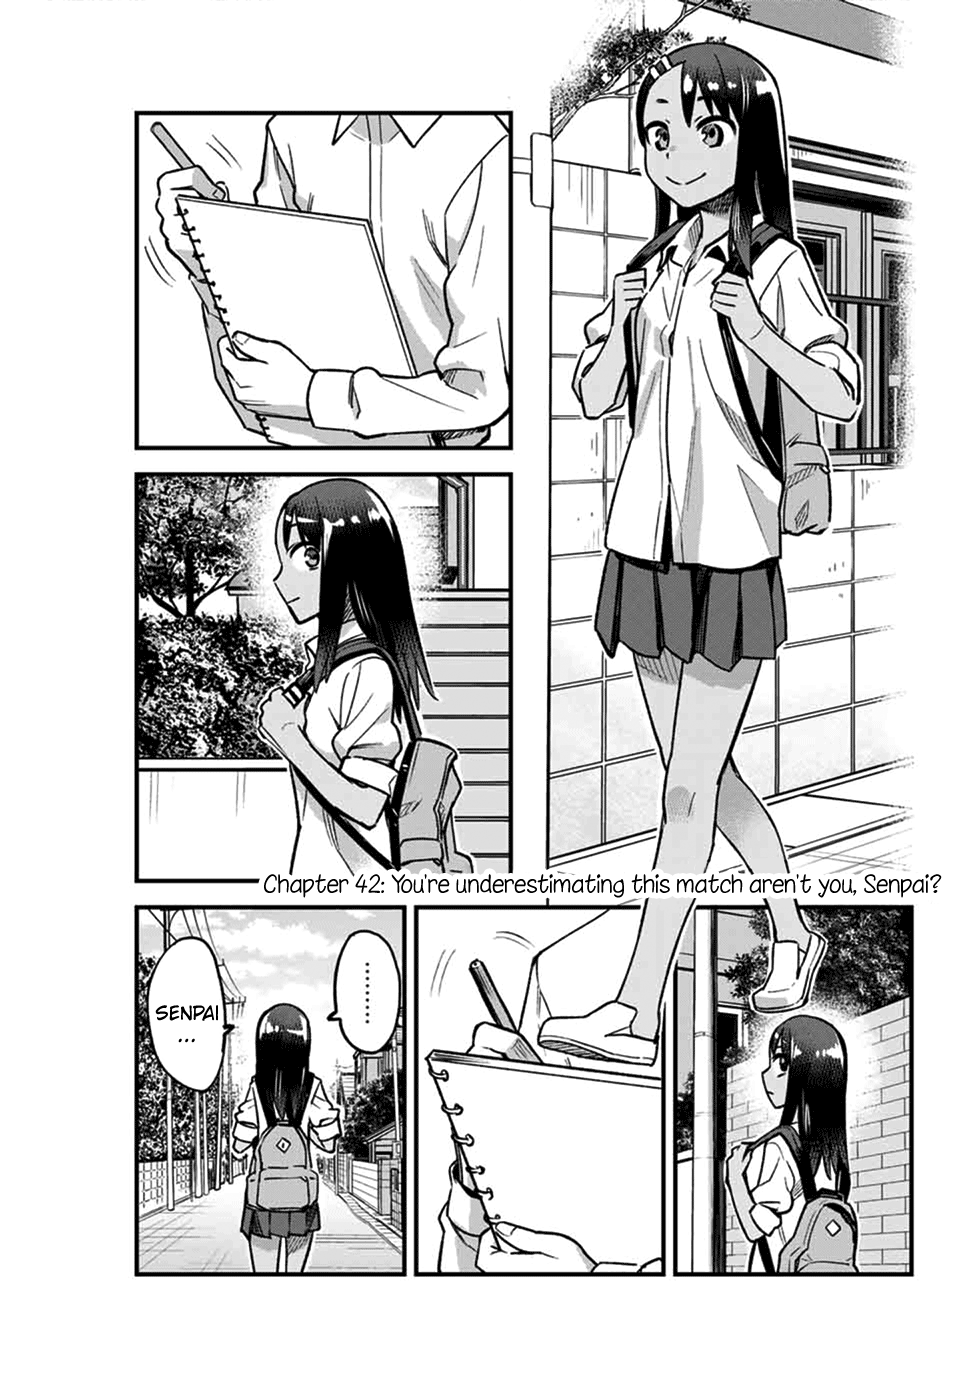 Chapter 42: You're underestimating this match aren't you, Senpai?
.........
SENPAI
...